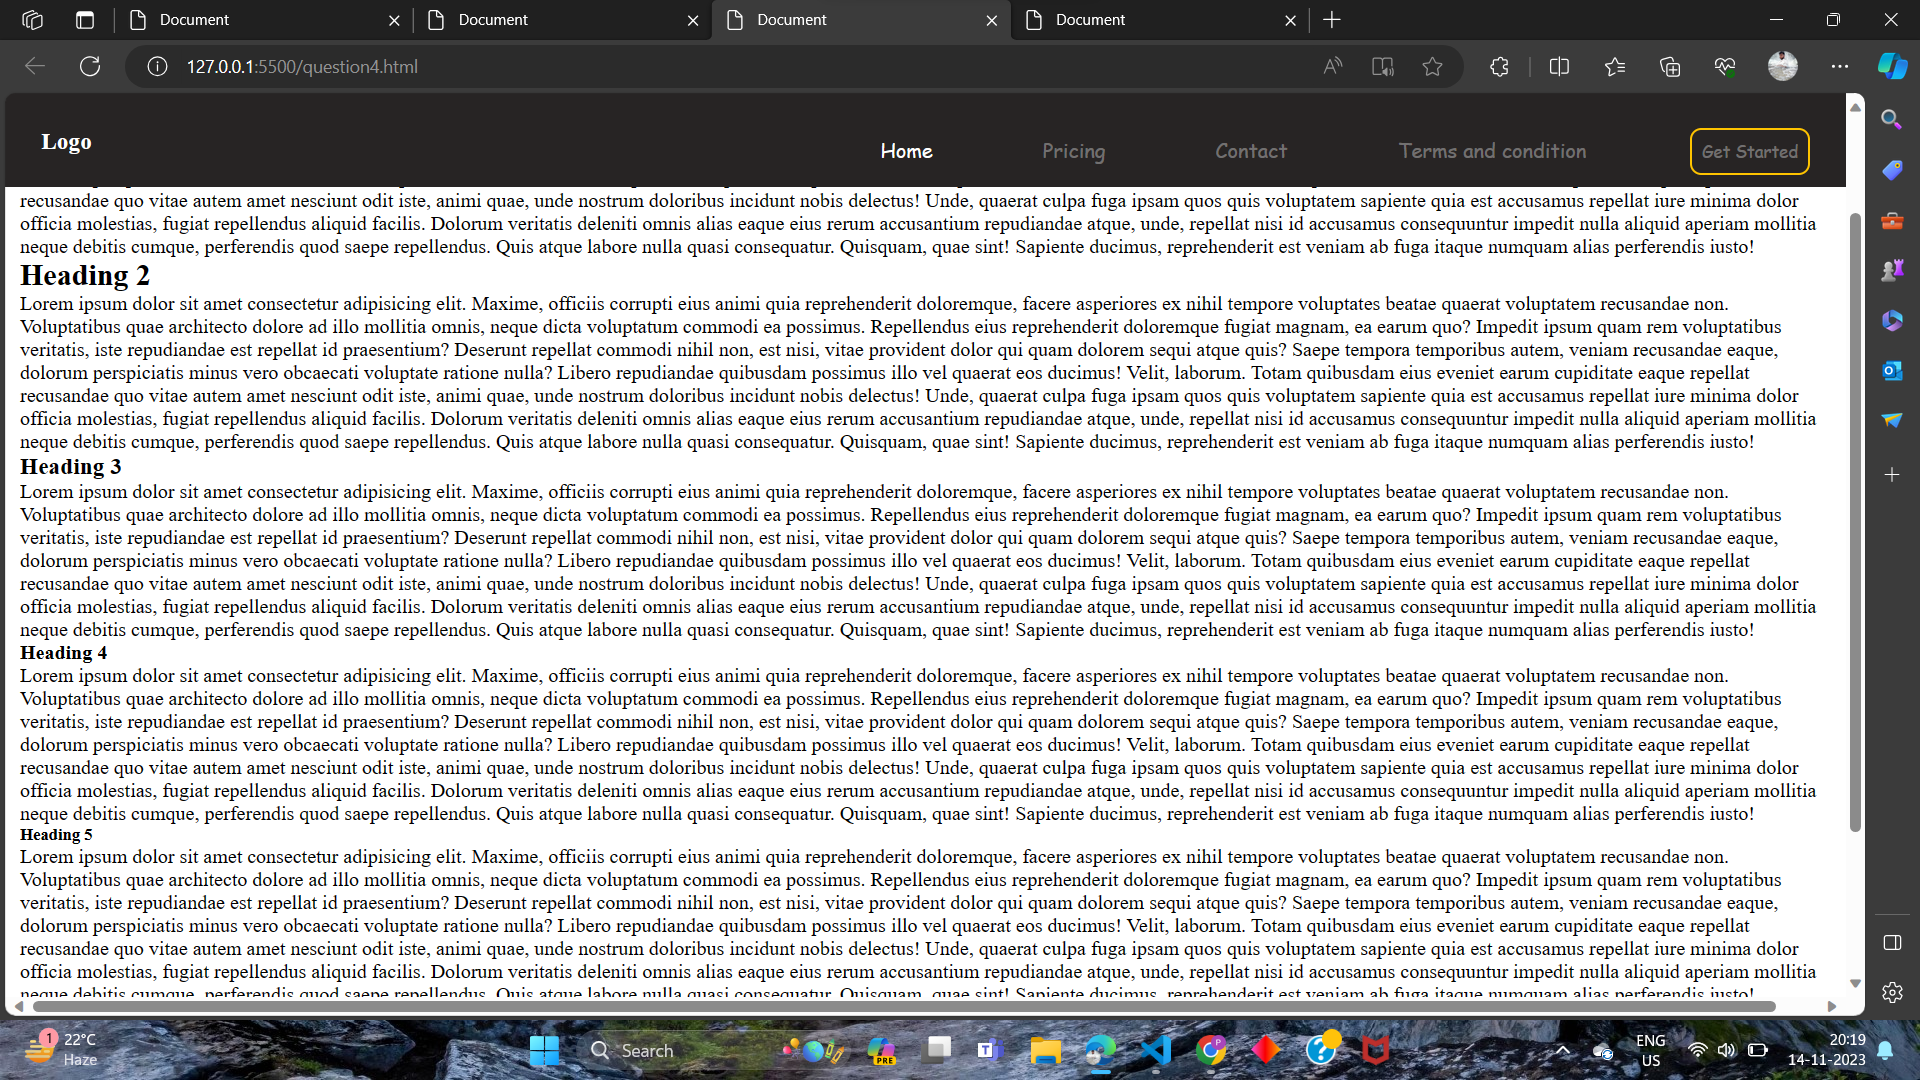 Document
Document
Document
Document
127.0.0.1:5500/question4.html
Logo
Home
Pricing
Contact
Terms and condition
Get Started
recusandae quo vitae autem amet nesciunt odit iste, animi quae, unde nostrum doloribus incidunt nobis delectus! Unde, quaerat culpa fuga ipsam quos quis voluptatem sapiente quia est accusamus repellat iure minima dolor
officia molestias, fugiat repellendus aliquid facilis. Dolorum veritatis deleniti omnis alias eaque eius rerum accusantium repudiandae atque, unde, repellat nisi id accusamus consequuntur impedit nulla aliquid aperiam mollitia
neque debitis cumque, perferendis quod saepe repellendus. Quis atque labore nulla quasi consequatur. Quisquam, quae sint! Sapiente ducimus, reprehenderit est veniam ab fuga itaque numquam alias perferendis iusto!
Heading 2
Lorem ipsum dolor sit amet consectetur adipisicing elit. Maxime, officiis corrupti eius animi quia reprehenderit doloremque, facere asperiores ex nihil tempore voluptates beatae quaerat voluptatem recusandae non.
Voluptatibus quae architecto dolore ad illo mollitia omnis, neque dicta voluptatum commodi ea possimus. Repellendus eius reprehenderit doloremque fugiat magnam, ea earum quo? Impedit ipsum quam rem voluptatibus
veritatis, iste repudiandae est repellat id praesentium? Deserunt repellat commodi nihil non, est nisi, vitae provident dolor qui quam dolorem sequi atque quis? Saepe tempora temporibus autem, veniam recusandae eaque,
dolorum perspiciatis minus vero obcaecati voluptate ratione nulla? Libero repudiandae quibusdam possimus illo vel quaerat eos ducimus! Velit, laborum. Totam quibusdam eius eveniet earum cupiditate eaque repellat
recusandae quo vitae autem amet nesciunt odit iste, animi quae, unde nostrum doloribus incidunt nobis delectus! Unde, quaerat culpa fuga ipsam quos quis voluptatem sapiente quia est accusamus repellat iure minima dolor
officia molestias, fugiat repellendus aliquid facilis. Dolorum veritatis deleniti omnis alias eaque eius rerum accusantium repudiandae atque, unde, repellat nisi id accusamus consequuntur impedit nulla aliquid aperiam mollitia
neque debitis cumque, perferendis quod saepe repellendus. Quis atque labore nulla quasi consequatur. Quisquam, quae sint! Sapiente ducimus, reprehenderit est veniam ab fuga itaque numquam alias perferendis iusto!
Heading 3
Lorem ipsum dolor sit amet consectetur adipisicing elit. Maxime, officiis corrupti eius animi quia reprehenderit doloremque, facere asperiores ex nihil tempore voluptates beatae quaerat voluptatem recusandae non.
Voluptatibus quae architecto dolore ad illo mollitia omnis, neque dicta voluptatum commodi ea possimus. Repellendus eius reprehenderit doloremque fugiat magnam, ea earum quo? Impedit ipsum quam rem voluptatibus
veritatis, iste repudiandae est repellat id praesentium? Deserunt repellat commodi nihil non, est nisi, vitae provident dolor qui quam dolorem sequi atque quis? Saepe tempora temporibus autem, veniam recusandae eaque,
dolorum perspiciatis minus vero obcaecati voluptate ratione nulla? Libero repudiandae quibusdam possimus illo vel quaerat eos ducimus! Velit, laborum. Totam quibusdam eius eveniet earum cupiditate eaque repellat
recusandae quo vitae autem amet nesciunt odit iste, animi quae, unde nostrum doloribus incidunt nobis delectus! Unde, quaerat culpa fuga ipsam quos quis voluptatem sapiente quia est accusamus repellat iure minima dolor
officia molestias, fugiat repellendus aliquid facilis. Dolorum veritatis deleniti omnis alias eaque eius rerum accusantium repudiandae atque, unde, repellat nisi id accusamus consequuntur impedit nulla aliquid aperiam mollitia
neque debitis cumque, perferendis quod saepe repellendus. Quis atque labore nulla quasi consequatur. Quisquam, quae sint! Sapiente ducimus, reprehenderit est veniam ab fuga itaque numquam alias perferendis iusto!
Heading 4
Lorem ipsum dolor sit amet consectetur adipisicing elit. Maxime, officiis corrupti eius animi quia reprehenderit doloremque, facere asperiores ex nihil tempore voluptates beatae quaerat voluptatem recusandae non.
Voluptatibus quae architecto dolore ad illo mollitia omnis, neque dicta voluptatum commodi ea possimus. Repellendus eius reprehenderit doloremque fugiat magnam, ea earum quo? Impedit ipsum quam rem voluptatibus
veritatis, iste repudiandae est repellat id praesentium? Deserunt repellat commodi nihil non, est nisi, vitae provident dolor qui quam dolorem sequi atque quis? Saepe tempora temporibus autem, veniam recusandae eaque,
dolorum perspiciatis minus vero obcaecati voluptate ratione nulla? Libero repudiandae quibusdam possimus illo vel quaerat eos ducimus! Velit, laborum. Totam quibusdam eius eveniet earum cupiditate eaque repellat
recusandae quo vitae autem amet nesciunt odit iste, animi quae, unde nostrum doloribus incidunt nobis delectus! Unde, quaerat culpa fuga ipsam quos quis voluptatem sapiente quia est accusamus repellat iure minima dolor
officia molestias, fugiat repellendus aliquid facilis. Dolorum veritatis deleniti omnis alias eaque eius rerum accusantium repudiandae atque, unde, repellat nisi id accusamus consequuntur impedit nulla aliquid aperiam mollitia
neque debitis cumque, perferendis quod saepe repellendus. Quis atque labore nulla quasi consequatur. Quisquam, quae sint! Sapiente ducimus, reprehenderit est veniam ab fuga itaque numquam alias perferendis iusto!
Heading 5
Lorem ipsum dolor sit amet consectetur adipisicing elit. Maxime, officiis corrupti eius animi quia reprehenderit doloremque, facere asperiores ex nihil tempore voluptates beatae quaerat voluptatem recusandae non.
Voluptatibus quae architecto dolore ad illo mollitia omnis, neque dicta voluptatum commodi ea possimus. Repellendus eius reprehenderit doloremque fugiat magnam, ea earum quo? Impedit ipsum quam rem voluptatibus
veritatis, iste repudiandae est repellat id praesentium? Deserunt repellat commodi nihil non, est nisi, vitae provident dolor qui quam dolorem sequi atque quis? Saepe tempora temporibus autem, veniam recusandae eaque,
dolorum perspiciatis minus vero obcaecati voluptate ratione nulla? Libero repudiandae quibusdam possimus illo vel quaerat eos ducimus! Velit, laborum. Totam quibusdam eius eveniet earum cupiditate eaque repellat
recusandae quo vitae autem amet nesciunt odit iste, animi quae, unde nostrum doloribus incidunt nobis delectus! Unde, quaerat culpa fuga ipsam quos quis voluptatem sapiente quia est accusamus repellat iure minima dolor
officia molestias, fugiat repellendus aliquid facilis. Dolorum veritatis deleniti omnis alias eaque eius rerum accusantium repudiandae atque, unde, repellat nisi id accusamus consequuntur impedit nulla aliquid aperiam mollitia
neque debitis cumque, perferendis quod saepe repellendus. Quis atque labore nulla quasi consequatur. Quisquam, quae sint! Sapiente ducimus, reprehenderit est veniam ab fuga itaque numquam alias perferendis iusto!
1
22°C
Haze
Search
PRE
ENG
US
20:19
14-11-2023